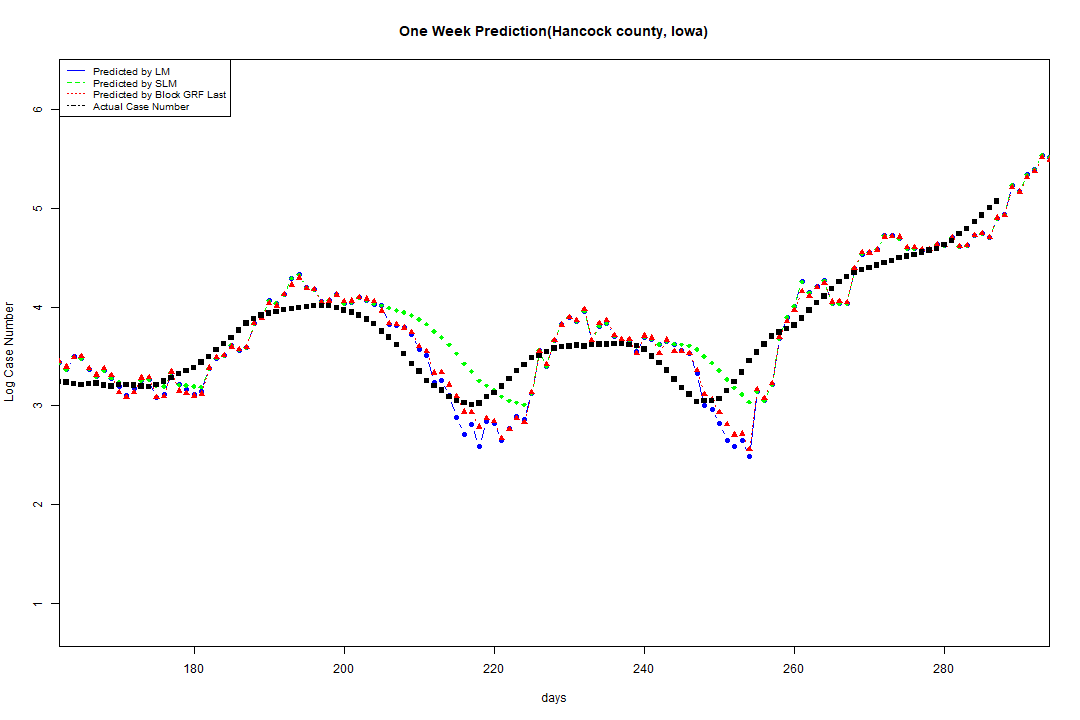 One Week Prediction(Hancock county, Iowa)
Predicted by LM
Predicted by SLM
Predicted by Block GRF Last
Actual Case Number
Log Case Number
6
5
4
3
2
1
180 200 220 240 260 280
days